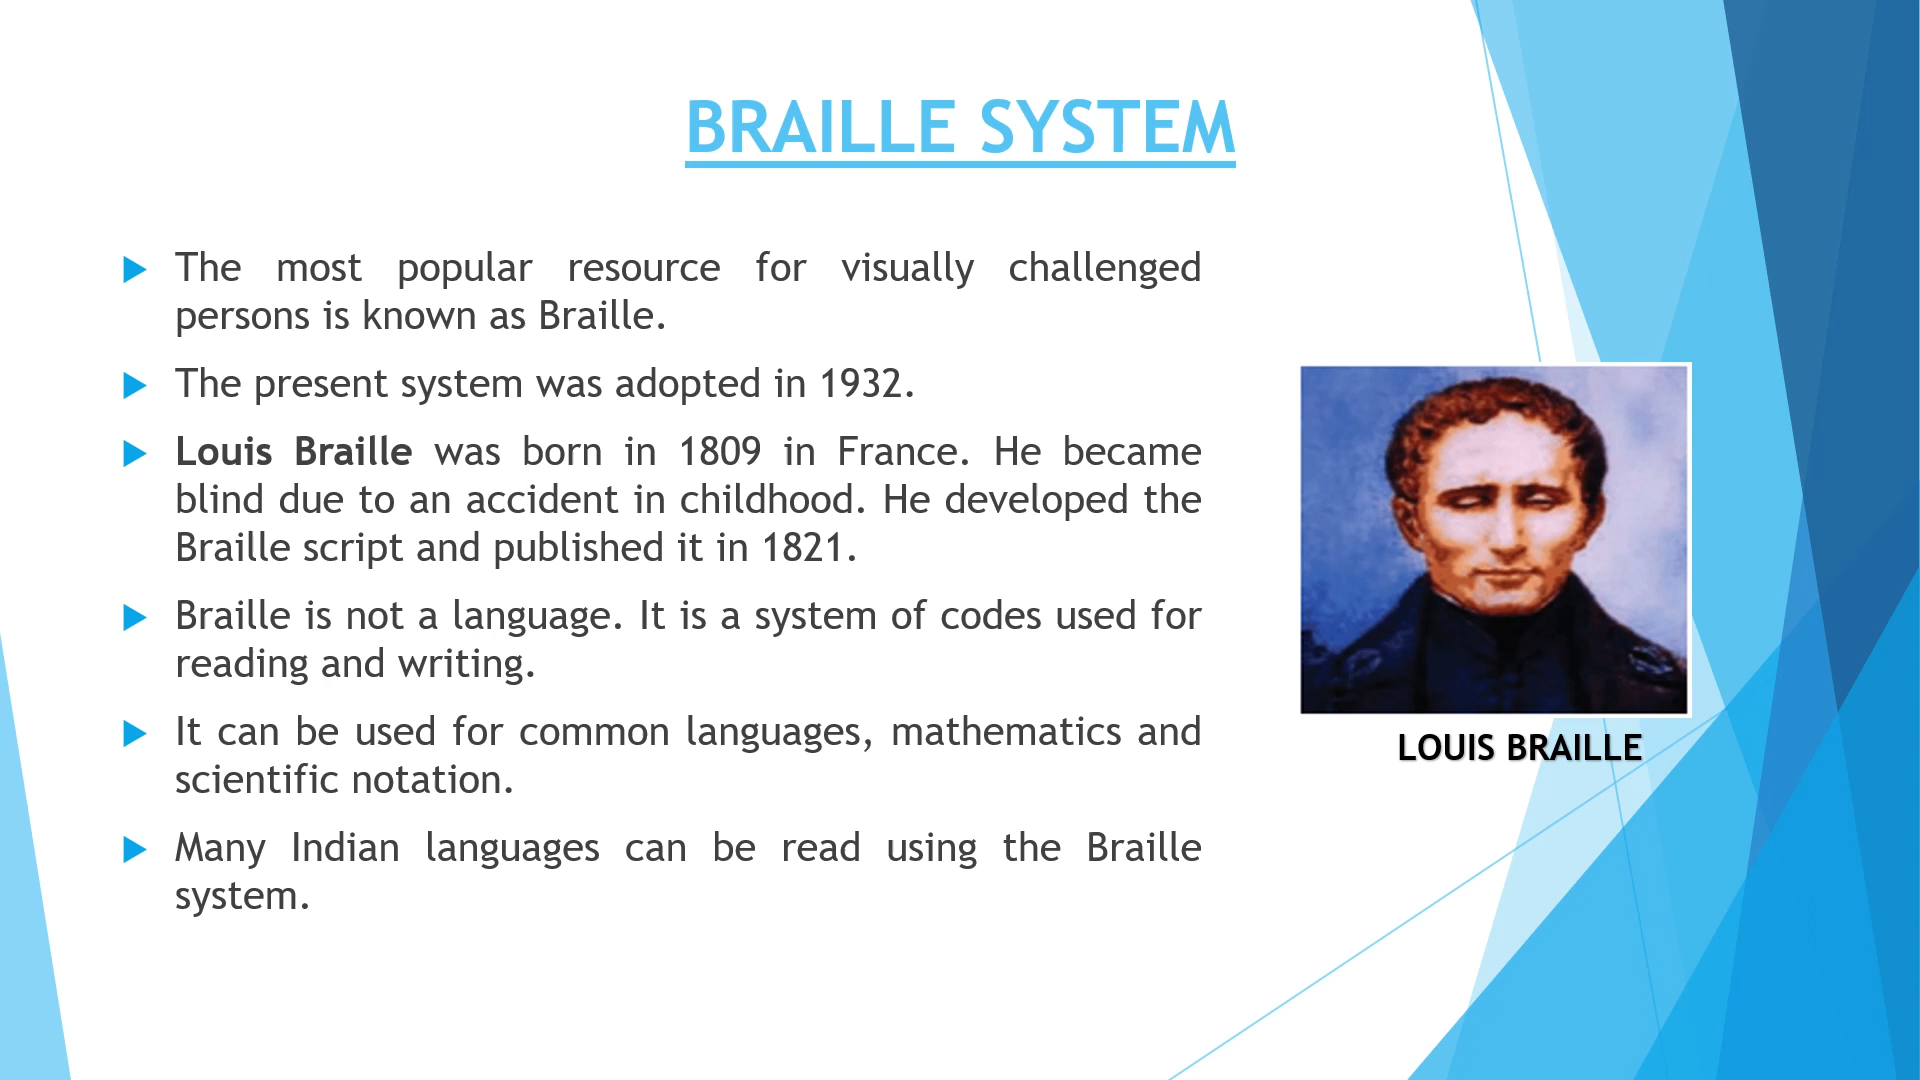 BRAILLE SYSTEM
The most popular resource for visually challenged
persons is known as Braille.
The present system was adopted in 1932.
Louis Braille was born in 1809 in France. He became
blind due to an accident in childhood. He developed the
Braille script and published it in 1821.
Braille is not a language. It is a system of codes used for
reading and writing.
It can be used for common languages, mathematics and
scientific notation.
Many Indian languages can be read using the Braille
system.
LOUIS BRAILLE